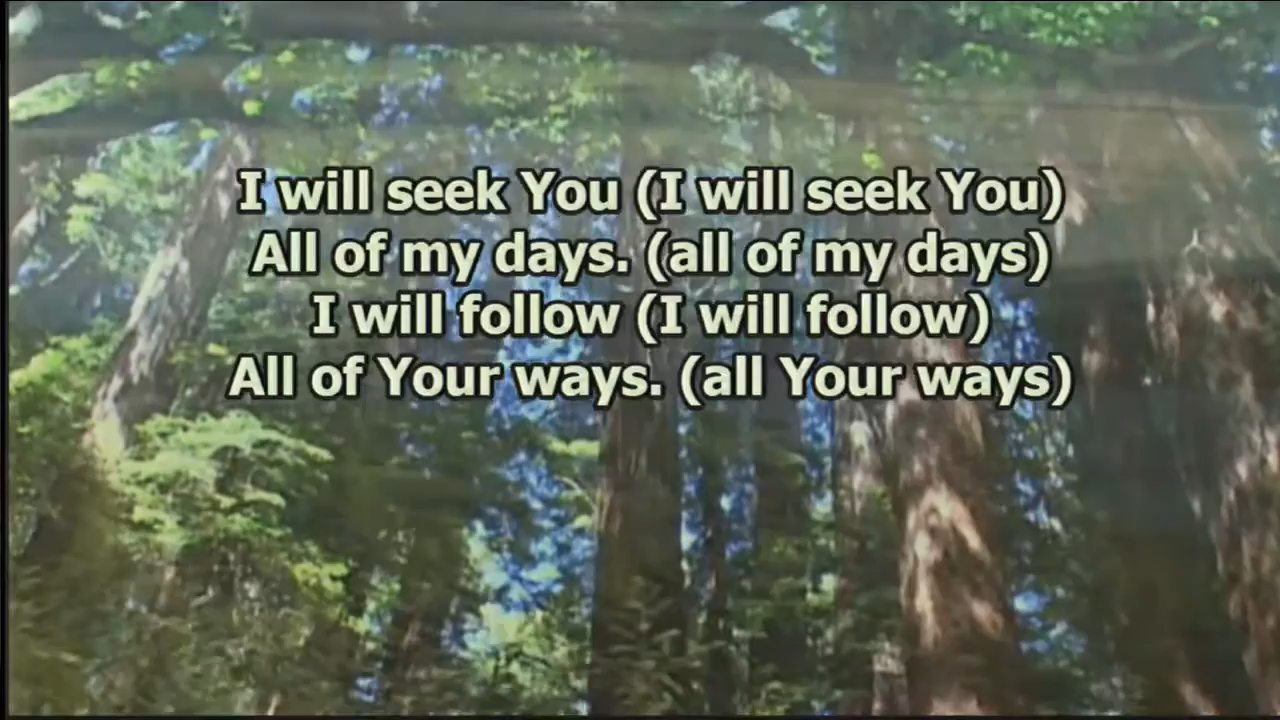 I will seek You (I will seek You)
All of my days. (all of my days)
I will follow (I will follow)
All of Your ways. (all Your ways)